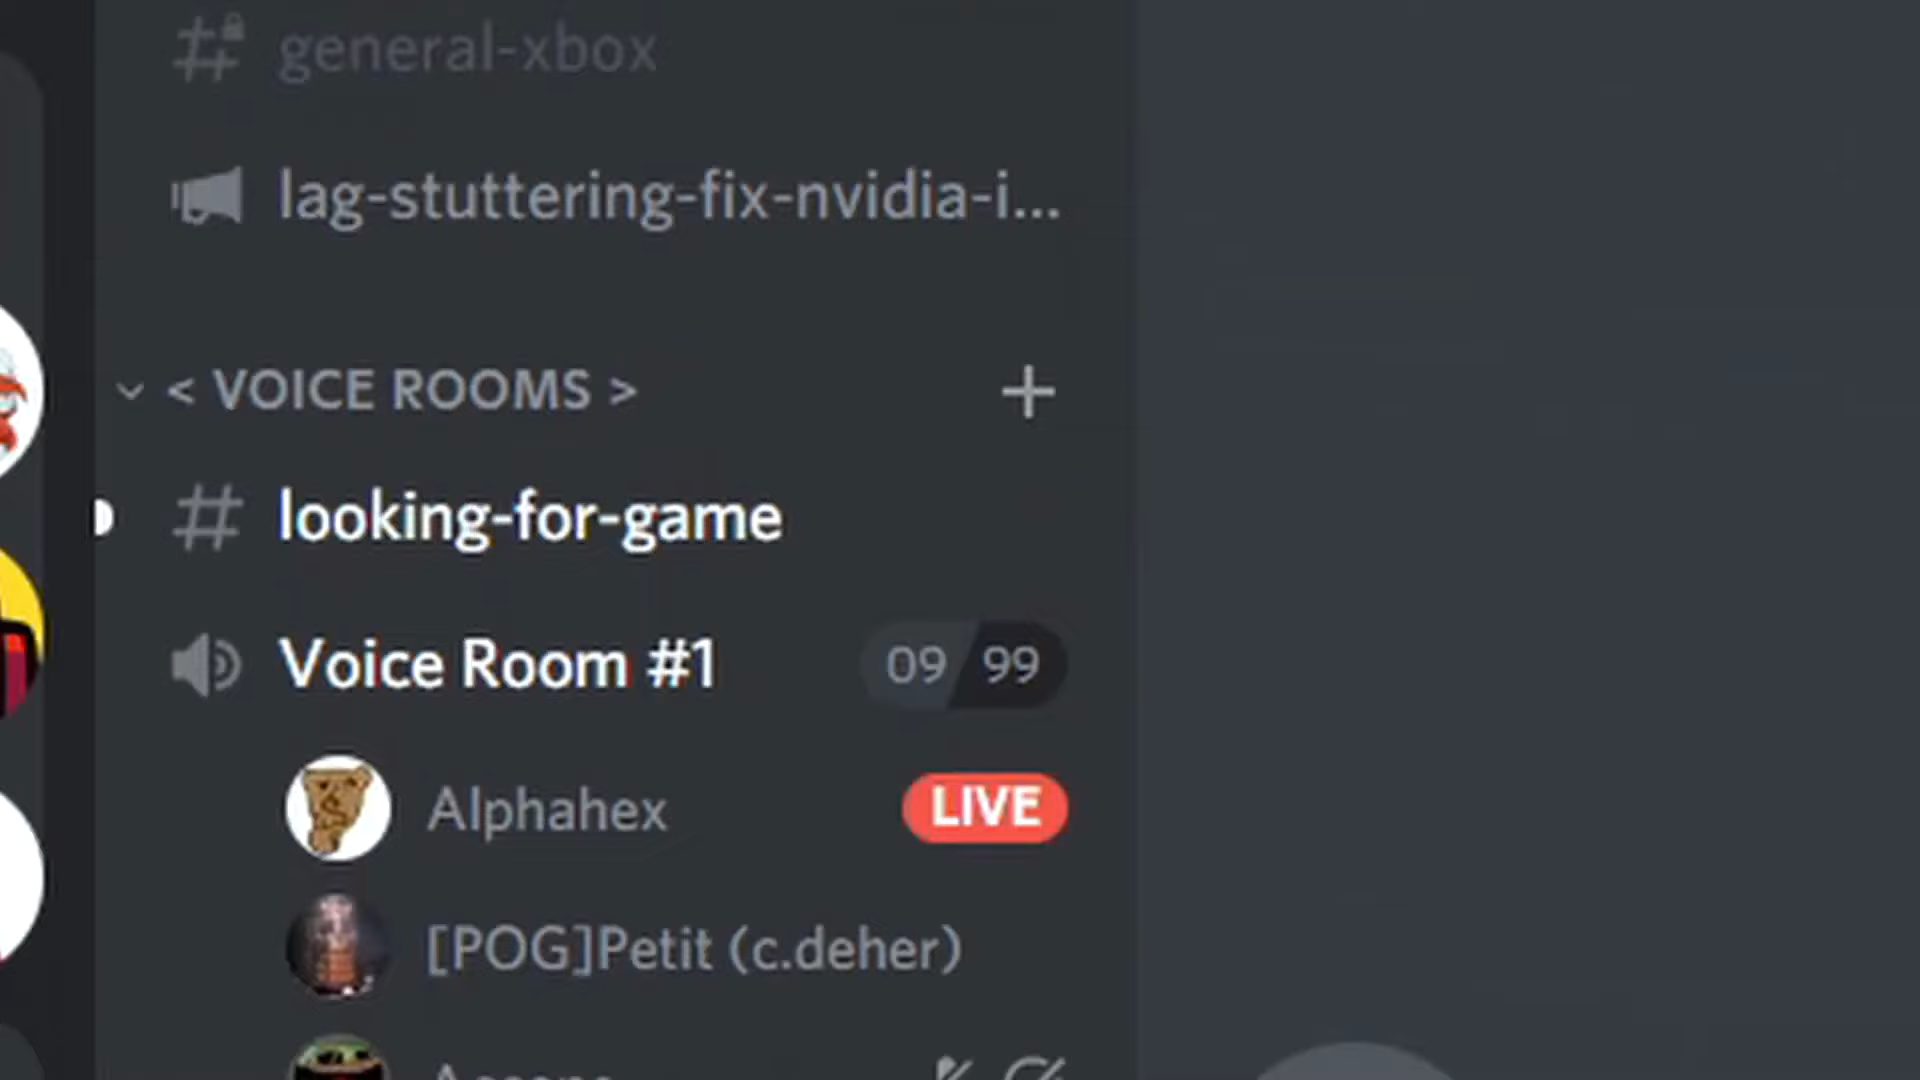 general-xbox
lag-stuttering-fix-nvidia-i...
< VOICE ROOMS >
looking-for-game
Voice Room #1 09 99
Alphahex LIVE
[POG]Petit (c.deher)